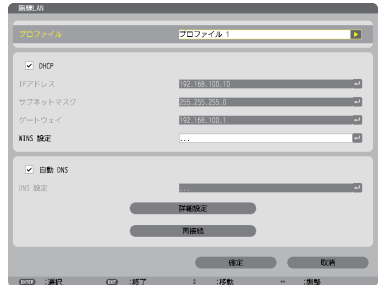 無線LAN
プロファイル プロファイル 1
DHCP
IPアドレス 192.168.100.10
サブネットマスク 255.255.255.0
ゲートウェイ 192.168.100.1
WINS 設定 ...
自動 DNS
DNS 設定 ...
詳細設定
再接続
確定 取消
ENTER :選択 EXIT :終了 :移動 :調整